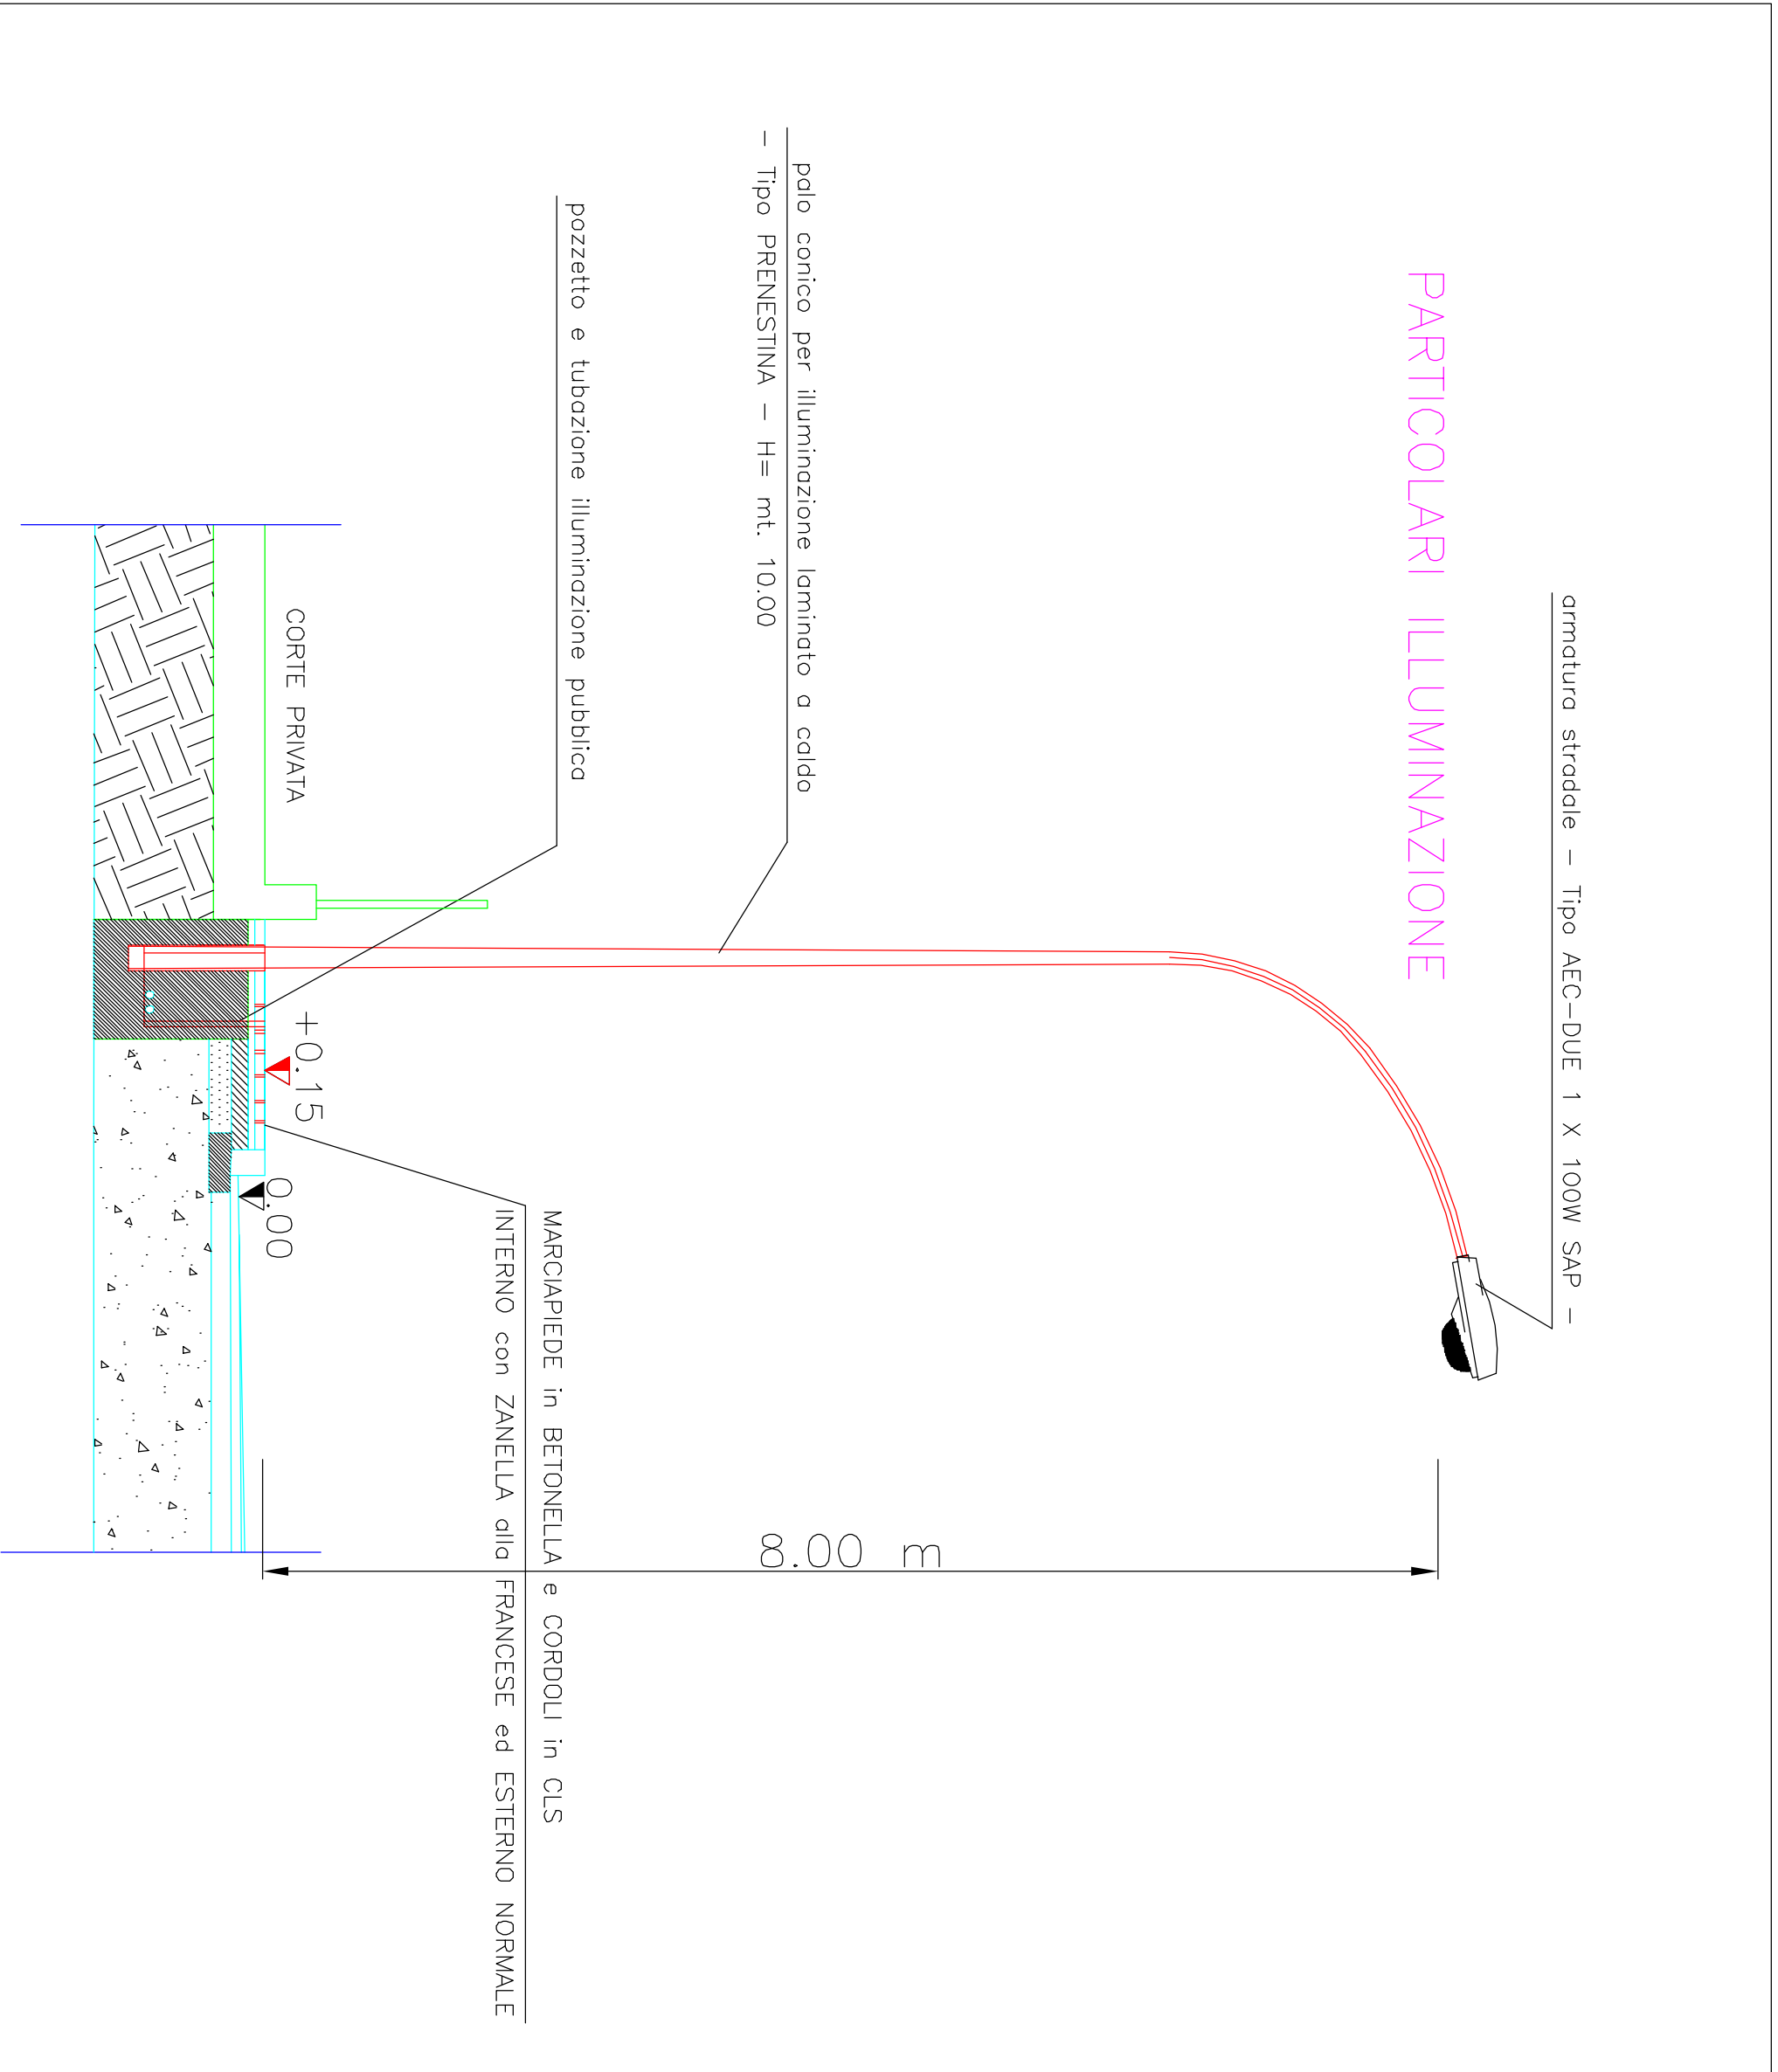 armatura stradale - Tipo AEC-DUE 1 X 100W SAP -
PARTICOLARI ILLUMINAZIONE
palo conico per illuminazione laminato a caldo
- Tipo PRENESTINA - H= mt. 10.00
8.00 m
pozzetto e tubazione illuminazione pubblica
MARCIAPIEDE in BETONELLA e CORDOLI in CLS
INTERNO con ZANELLA alla FRANCESE ed ESTERNO NORMALE
CORTE PRIVATA
+0.15
0.00